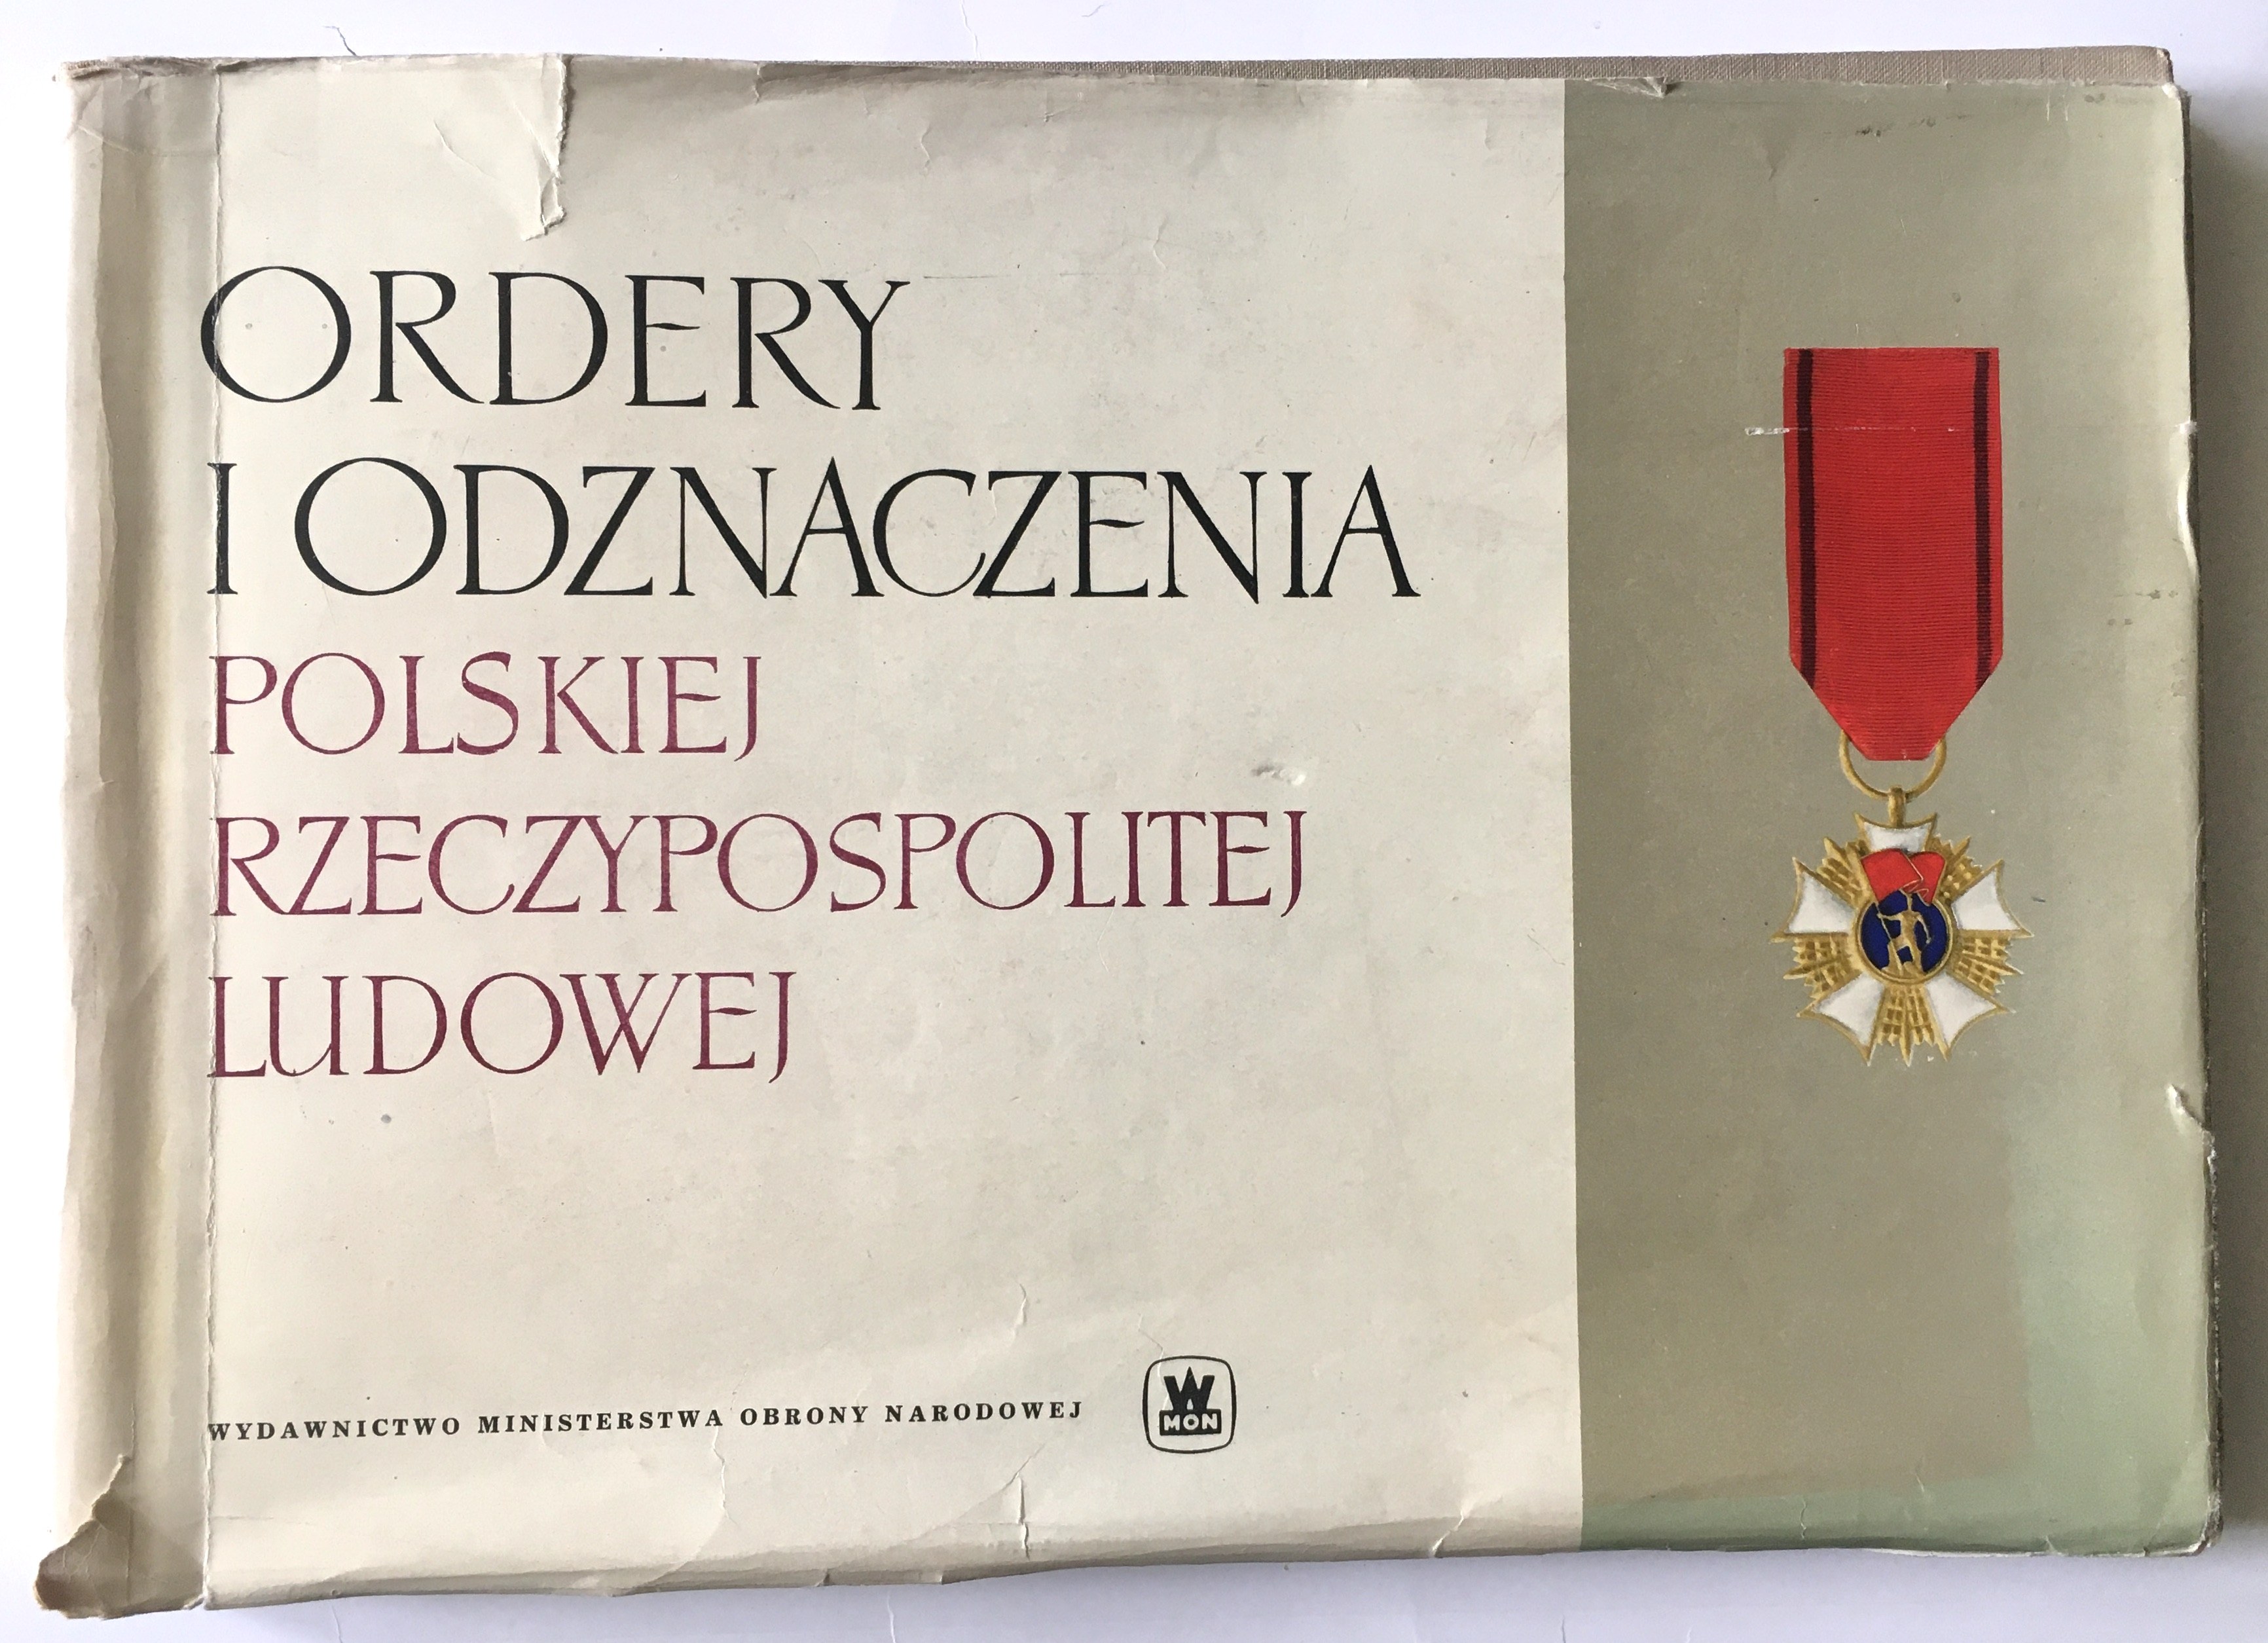 ORDERY
I ODZNACZENIA
POLSKIEJ
RZECZYPOSPOLITEJ
LUDOWEJ
WYDAWNICTWO MINISTERSTWA OBRONY NARODOWEJ
W
MON